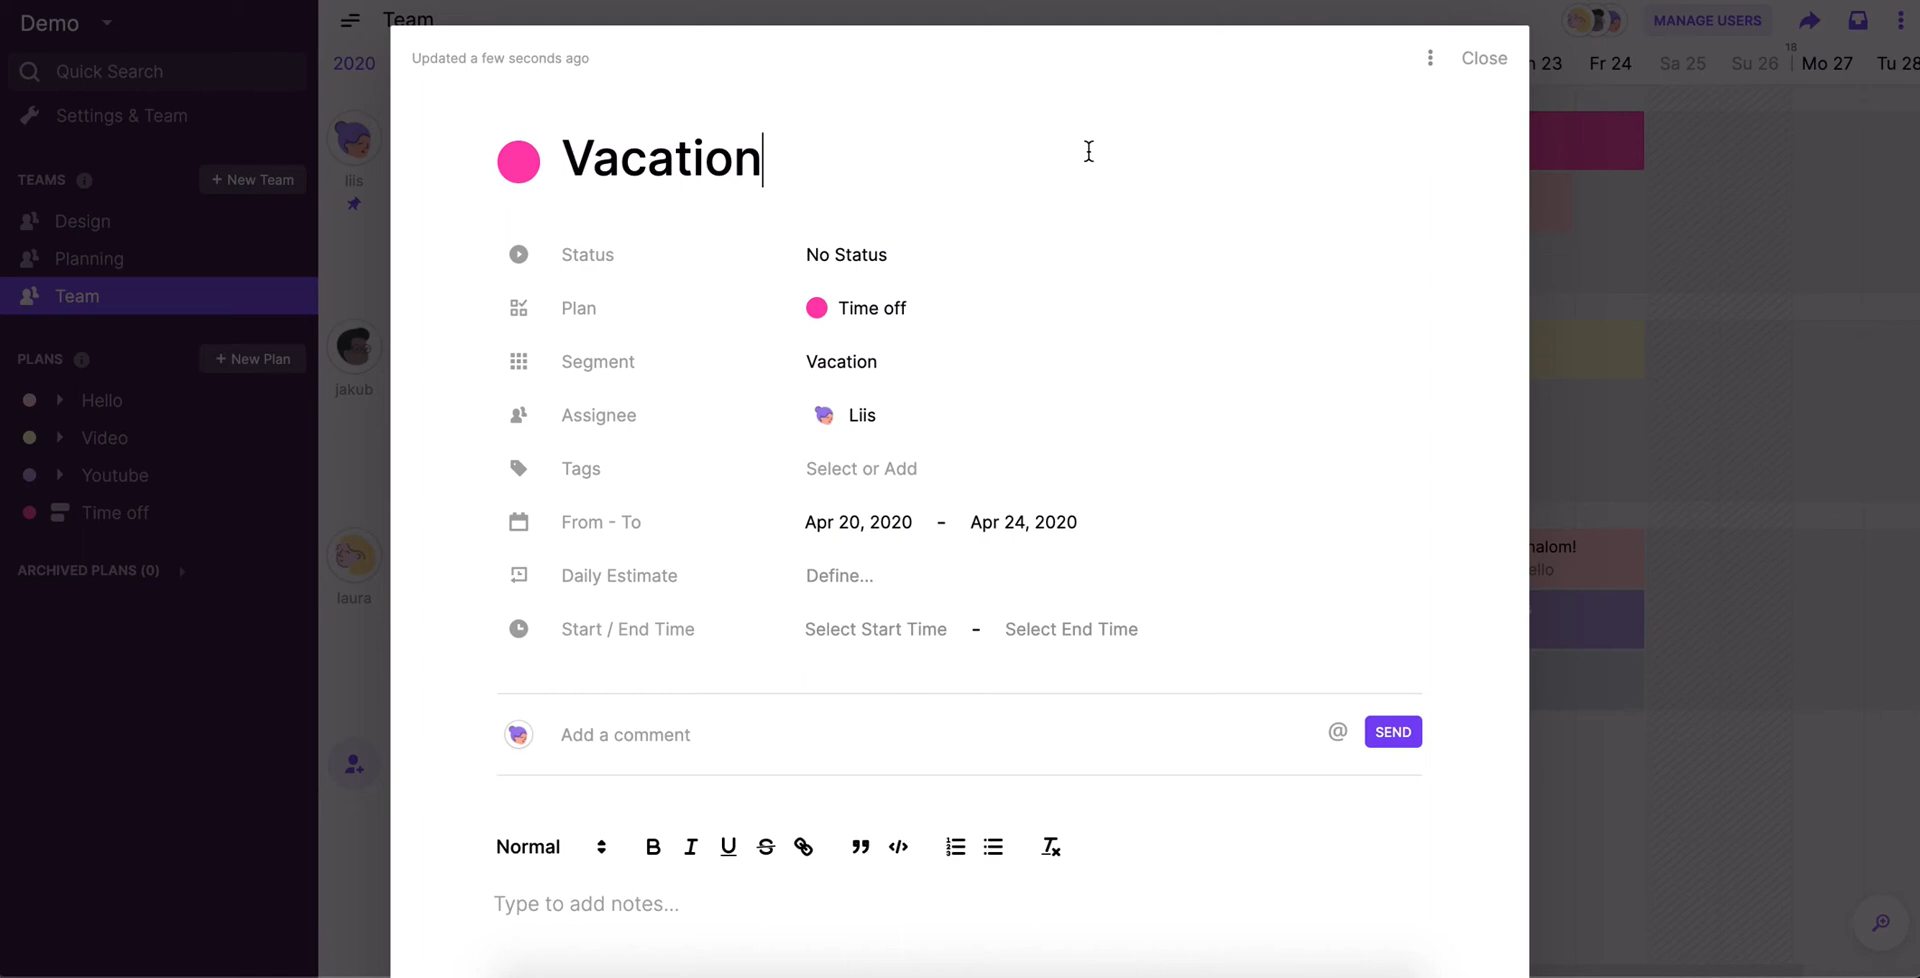 Demo
Quick Search
Settings & Team
TEAMS
+ New Team
Design
Planning
Team
PLANS
+ New Plan
Hello
Video
Youtube
Time off
ARCHIVED PLANS (0)
Team
MANAGE USERS
2020
23
Fr 24
Sa 25
Su 26
18
Mo 27
Tu 28
liis
jakub
laura
Updated a few seconds ago
Close
Vacation
Status No Status
Plan Time off
Segment Vacation
Assignee Liis
Tags Select or Add
From - To Apr 20, 2020 - Apr 24, 2020
Daily Estimate Define...
Start / End Time Select Start Time - Select End Time
Add a comment
@ SEND
Normal B I U S
Type to add notes...